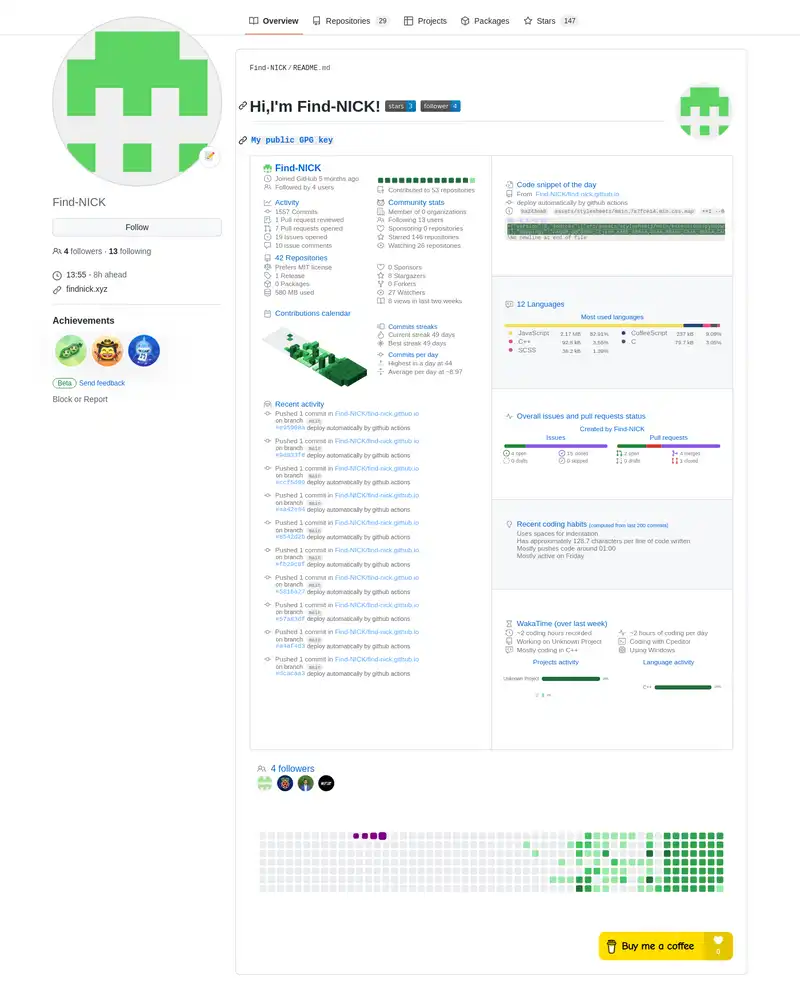 Overview
Repositories 29
Projects
Packages
Stars 147
Find-NICK
Follow
4 followers · 13 following
13:55 - 8h ahead
findnick.xyz
Achievements
Beta Send feedback
Block or Report
Find-NICK / README.md
Hi,I'm Find-NICK! stars 3 follower 4
My public GPG key
Find-NICK
Joined GitHub 5 months ago
Followed by 4 users
Contributed to 53 repositories
Activity
1557 Commits
1 Pull request reviewed
7 Pull requests opened
19 Issues opened
10 issue comments
Community stats
Member of 0 organizations
Following 13 users
Sponsoring 0 repositories
Starred 146 repositories
Watching 26 repositories
42 Repositories
Prefers MIT license
1 Release
0 Packages
580 MB used
0 Sponsors
8 Stargazers
0 Forkers
27 Watchers
8 views in last two weeks
Contributions calendar
Commits streaks
Current streak 49 days
Best streak 49 days
Commits per day
Highest in a day at 44
Average per day at ~8.97
Recent activity
Pushed 1 commit in Find-NICK/find-nick.github.io
on branch main
deploy automatically by github actions
Pushed 1 commit in Find-NICK/find-nick.github.io
on branch main
deploy automatically by github actions
Pushed 1 commit in Find-NICK/find-nick.github.io
on branch main
deploy automatically by github actions
Pushed 1 commit in Find-NICK/find-nick.github.io
on branch main
deploy automatically by github actions
Pushed 1 commit in Find-NICK/find-nick.github.io
on branch main
deploy automatically by github actions
Pushed 1 commit in Find-NICK/find-nick.github.io
on branch main
deploy automatically by github actions
Pushed 1 commit in Find-NICK/find-nick.github.io
on branch main
deploy automatically by github actions
Pushed 1 commit in Find-NICK/find-nick.github.io
on branch main
deploy automatically by github actions
Pushed 1 commit in Find-NICK/find-nick.github.io
on branch main
deploy automatically by github actions
Pushed 1 commit in Find-NICK/find-nick.github.io
on branch main
deploy automatically by github actions
Code snippet of the day
From Find-NICK/find-nick.github.io
deploy automatically by github actions
\ No newline at end of file
12 Languages
Most used languages
JavaScript 2.17 MB
C++ 92.8 kB 3.55%
SCSS 36.2 kB 1.39%
CoffeeScript 237 kB 9.09%
C 79.7 kB 3.05%
Overall issues and pull requests status
Created by Find-NICK
Issues
4 open
15 closed
0 drafts
0 skipped
Pull requests
2 open
4 merged
0 drafts
1 closed
Recent coding habits (computed from last 200 commits)
Uses spaces for indentation
Has approximately 128.7 characters per line of code written
Mostly pushes code around 01:00
Mostly active on Friday
WakaTime (over last week)
~2 coding hours recorded
Working on Unknown Project
Mostly coding in C++
~2 hours of coding per day
Coding with Cpeditor
Using Windows
Projects activity
Unknown Project
Language activity
C++
4 followers
Buy me a coffee
0